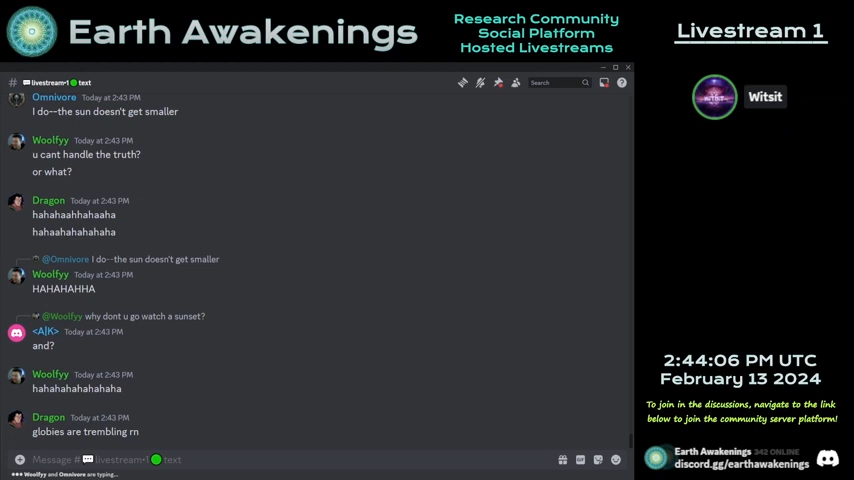 Earth Awakenings
Research Community
Social Platform
Hosted Livestreams
Livestream 1
# livestream•1 text
Search
WITSIT
Witsit
Omnivore Today at 2:43 PM
I do--the sun doesn't get smaller
Woolfyy Today at 2:43 PM
u cant handle the truth?
or what?
Dragon Today at 2:43 PM
hahahaahhahaaha
hahaahahahahaha
@Omnivore I do--the sun doesn't get smaller
Woolfyy Today at 2:43 PM
HAHAHAHHA
@Woolfyy why dont u go watch a sunset?
<A|K> Today at 2:43 PM
and?
Woolfyy Today at 2:43 PM
hahahahahahahaha
Dragon Today at 2:43 PM
globies are trembling rn
Message # livestream•1 text
GIF
Woolfyy and Omnivore are typing...
2:44:06 PM UTC
February 13 2024
To join in the discussions, navigate to the link
below to join the community server platform!
Earth Awakenings 342 ONLINE
discord.gg/earthawakenings